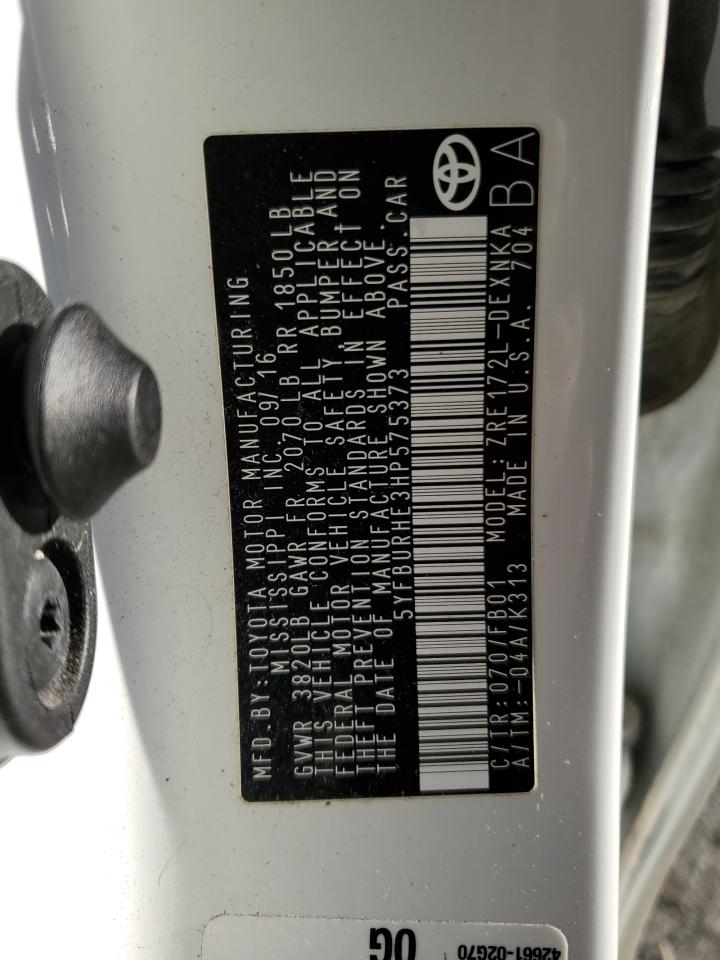 MFD.BY:TOYOTA MOTOR MANUFACTURING
MISSISSIPPI INC. 09/16
GVWR 3820LB GAWR FR 2070LB RR 1850LB
THIS VEHICLE CONFORMS TO ALL APPLICABLE
FEDERAL MOTOR VEHICLE SAFETY, BUMPER AND
THEFT PREVENTION STANDARDS IN EFFECT ON
THE DATE OF MANUFACTURE SHOWN ABOVE.
5YFBURHE3HP575373 PASS.CAR
C/TR:070/FB01 MODEL: ZRE172L-DEXNKA
A/TM:-04A/K313 MADE IN U.S.A. 704
BA
0G
42661-02G70